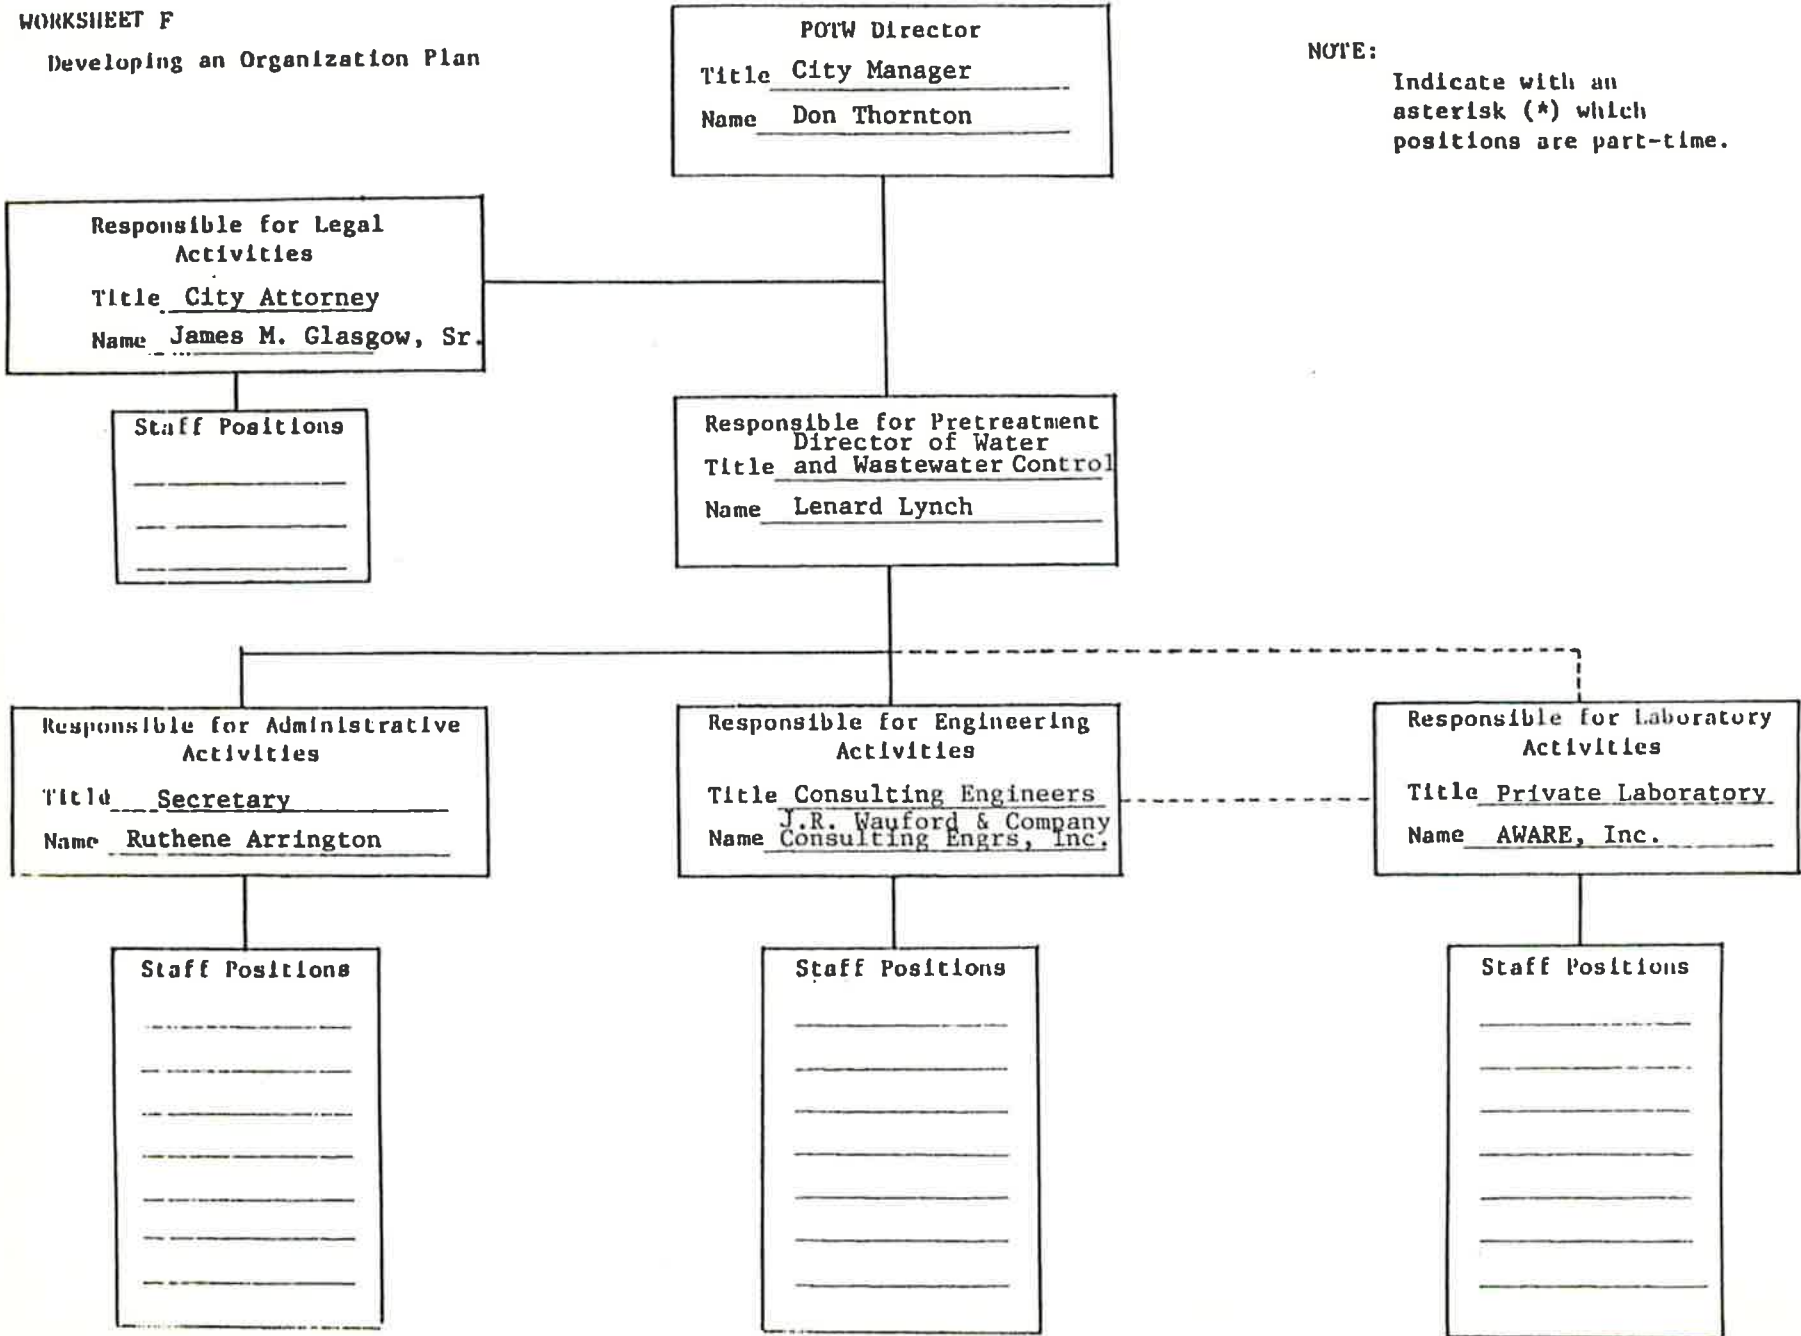 WORKSHEET F
Developing an Organization Plan
POTW Director
Title City Manager
Name Don Thornton
NOTE:
Indicate with an
asterisk (*) which
positions are part-time.
Responsible for Legal
Activities
Title City Attorney
Name James M. Glasgow, Sr.
Staff Positions
Responsible for Pretreatment
Director of Water
Title and Wastewater Control
Name Lenard Lynch
Responsible for Administrative
Activities
Title Secretary
Name Ruthene Arrington
Staff Positions
Responsible for Engineering
Activities
Title Consulting Engineers
J.R. Wauford & Company
Name Consulting Engrs, Inc.
Staff Positions
Responsible for Laboratory
Activities
Title Private Laboratory
Name AWARE, Inc.
Staff Positions